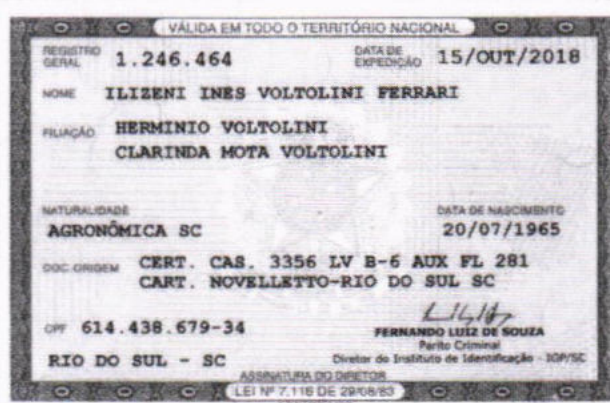 VÁLIDA EM TODO O TERRITÓRIO NACIONAL
REGISTRO GERAL 1.246.464 DATA DE EXPEDIÇÃO 15/OUT/2018
NOME ILIZENI INES VOLTOLINI FERRARI
FILIAÇÃO HERMINIO VOLTOLINI
CLARINDA MOTA VOLTOLINI
NATURALIDADE DATA DE NASCIMENTO
AGRONÔMICA SC 20/07/1965
DOC. ORIGEM CERT. CAS. 3356 LV B-6 AUX FL 281
CART. NOVELLETTO-RIO DO SUL SC
CPF 614.438.679-34
FERNANDO LUIZ DE SOUZA
Perito Criminal
RIO DO SUL - SC Diretor do Instituto de Identificação - IGP/SC
ASSINATURA DO DIRETOR
LEI Nº 7.116 DE 29/08/83